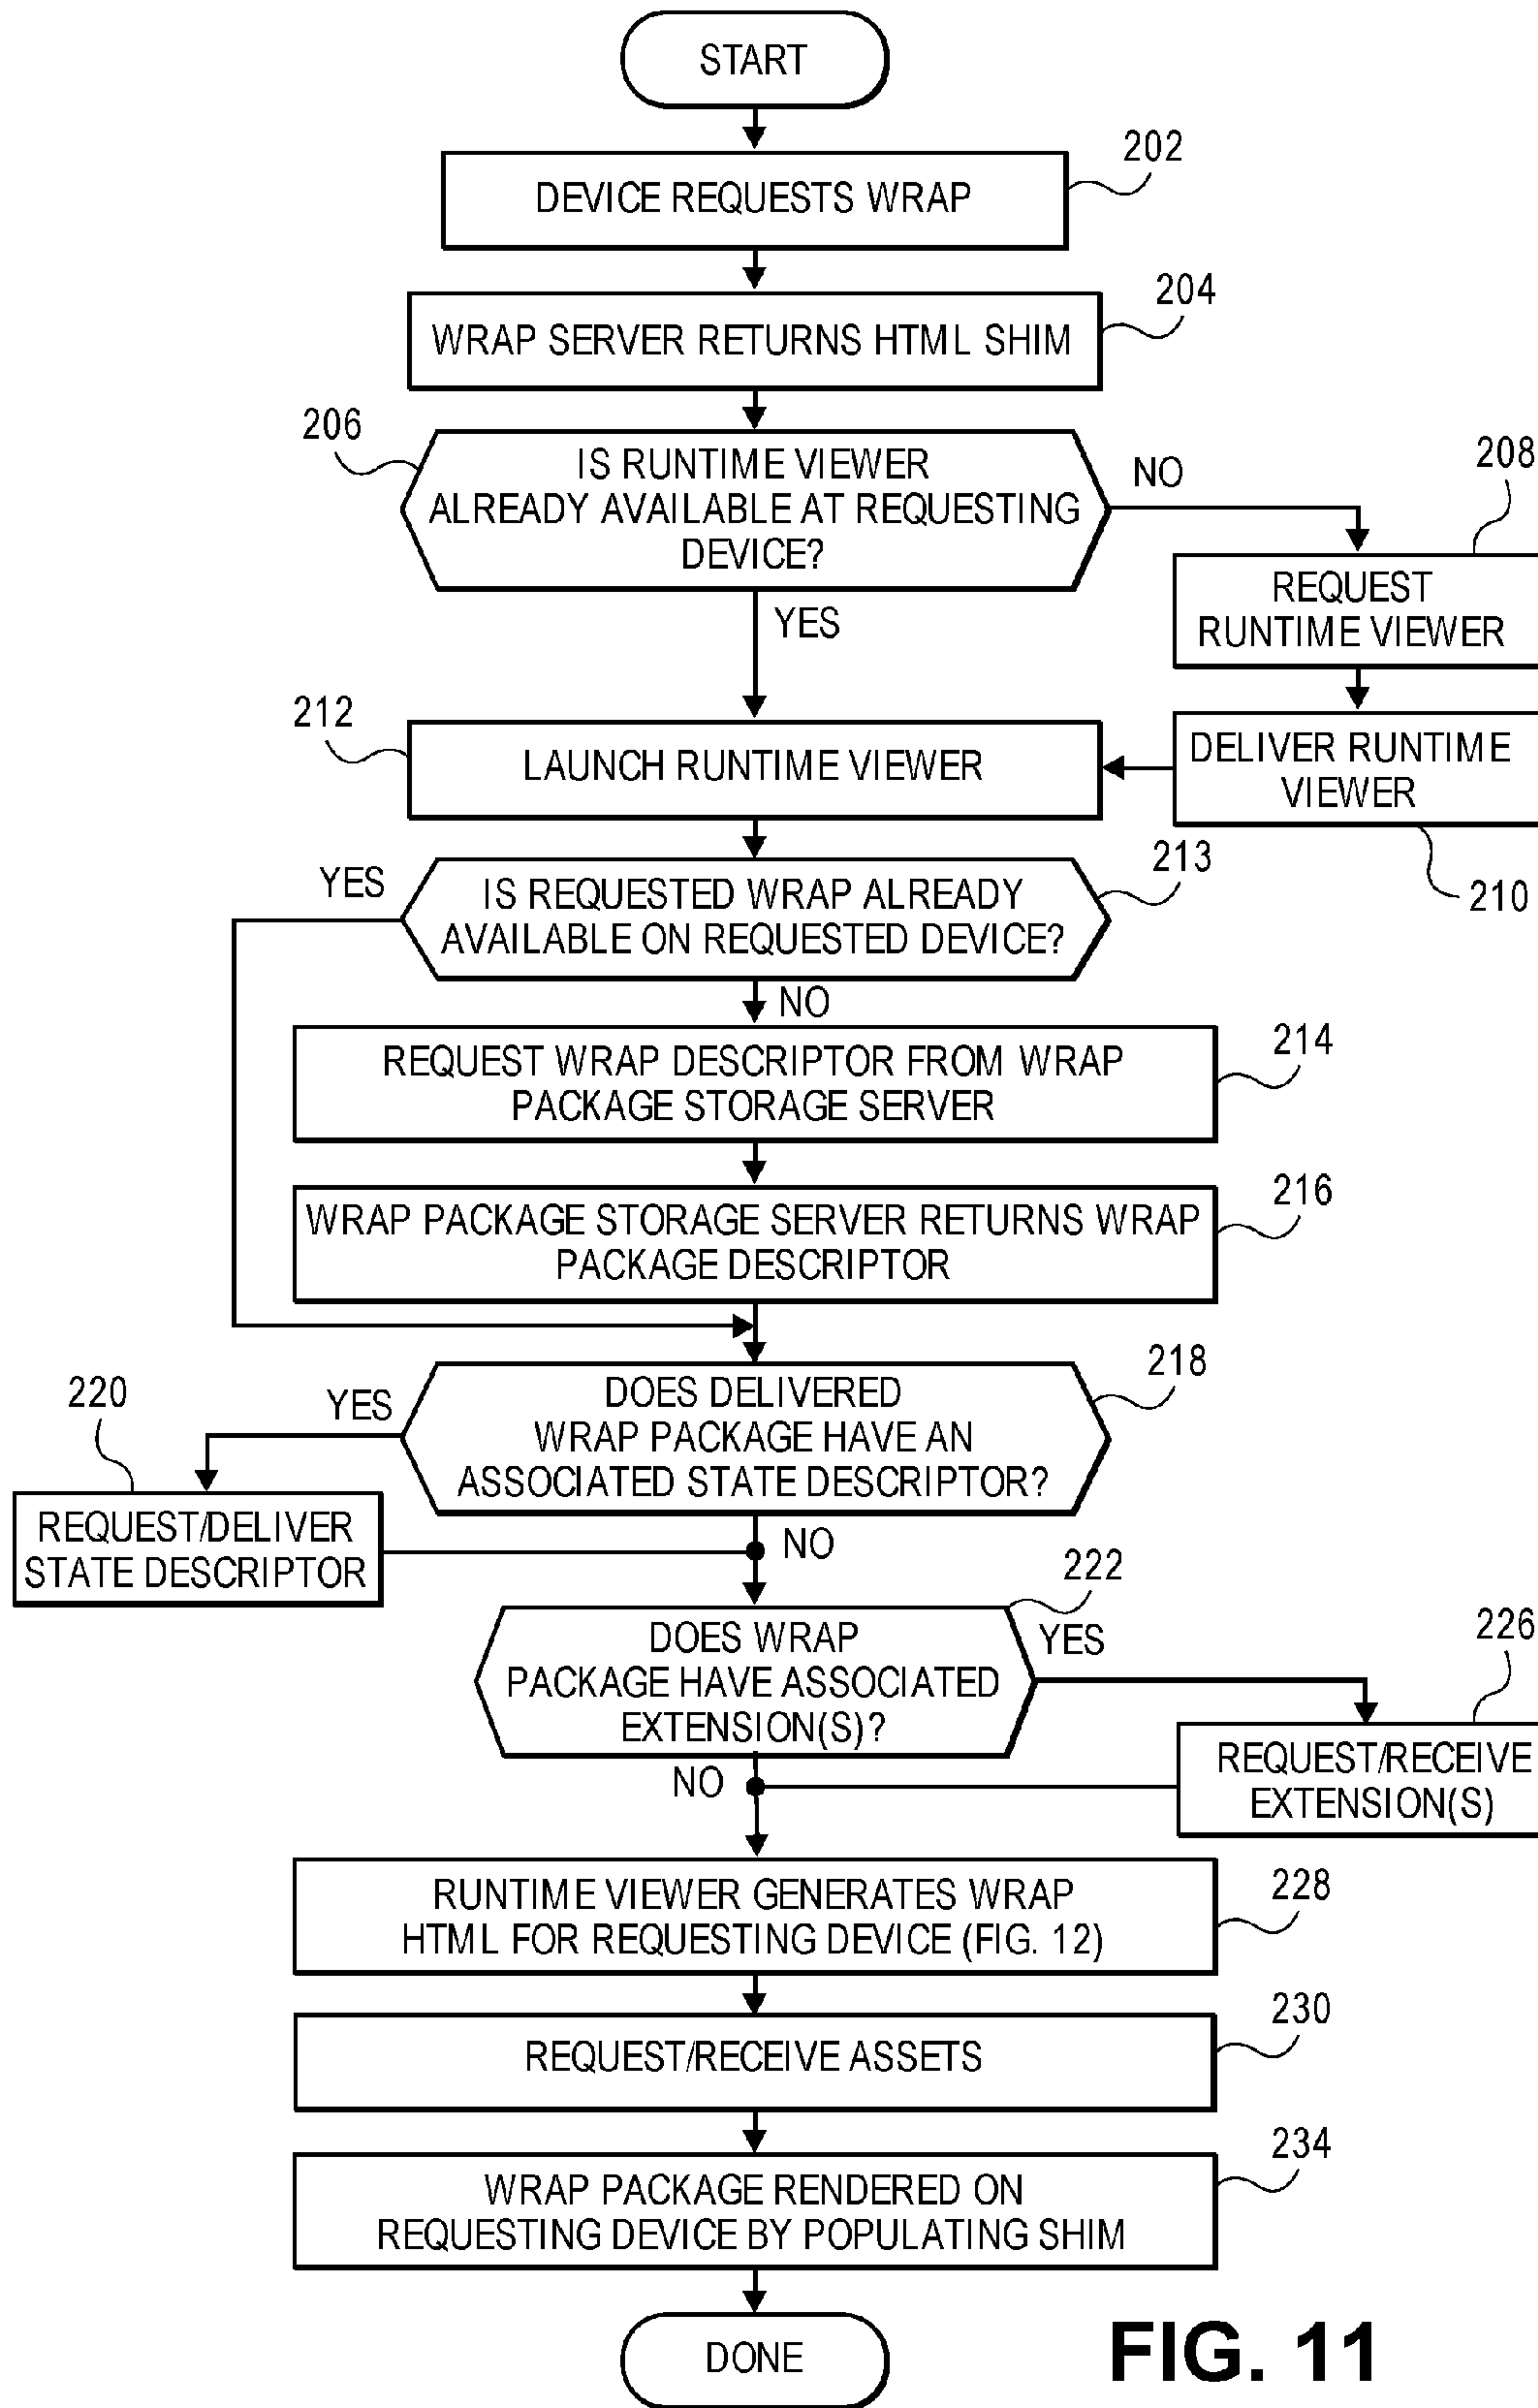 START
202
DEVICE REQUESTS WRAP
204
WRAP SERVER RETURNS HTML SHIM
206
IS RUNTIME VIEWER
ALREADY AVAILABLE AT REQUESTING
DEVICE?
NO
208
REQUEST
RUNTIME VIEWER
YES
212
LAUNCH RUNTIME VIEWER
DELIVER RUNTIME
VIEWER
210
213
YES
IS REQUESTED WRAP ALREADY
AVAILABLE ON REQUESTED DEVICE?
NO
214
REQUEST WRAP DESCRIPTOR FROM WRAP
PACKAGE STORAGE SERVER
216
WRAP PACKAGE STORAGE SERVER RETURNS WRAP
PACKAGE DESCRIPTOR
218
DOES DELIVERED
WRAP PACKAGE HAVE AN
ASSOCIATED STATE DESCRIPTOR?
YES
220
REQUEST/DELIVER
STATE DESCRIPTOR
NO
222
DOES WRAP
PACKAGE HAVE ASSOCIATED
EXTENSION(S)?
YES
226
REQUEST/RECEIVE
EXTENSION(S)
NO
228
RUNTIME VIEWER GENERATES WRAP
HTML FOR REQUESTING DEVICE (FIG. 12)
230
REQUEST/RECEIVE ASSETS
234
WRAP PACKAGE RENDERED ON
REQUESTING DEVICE BY POPULATING SHIM
DONE
FIG. 11